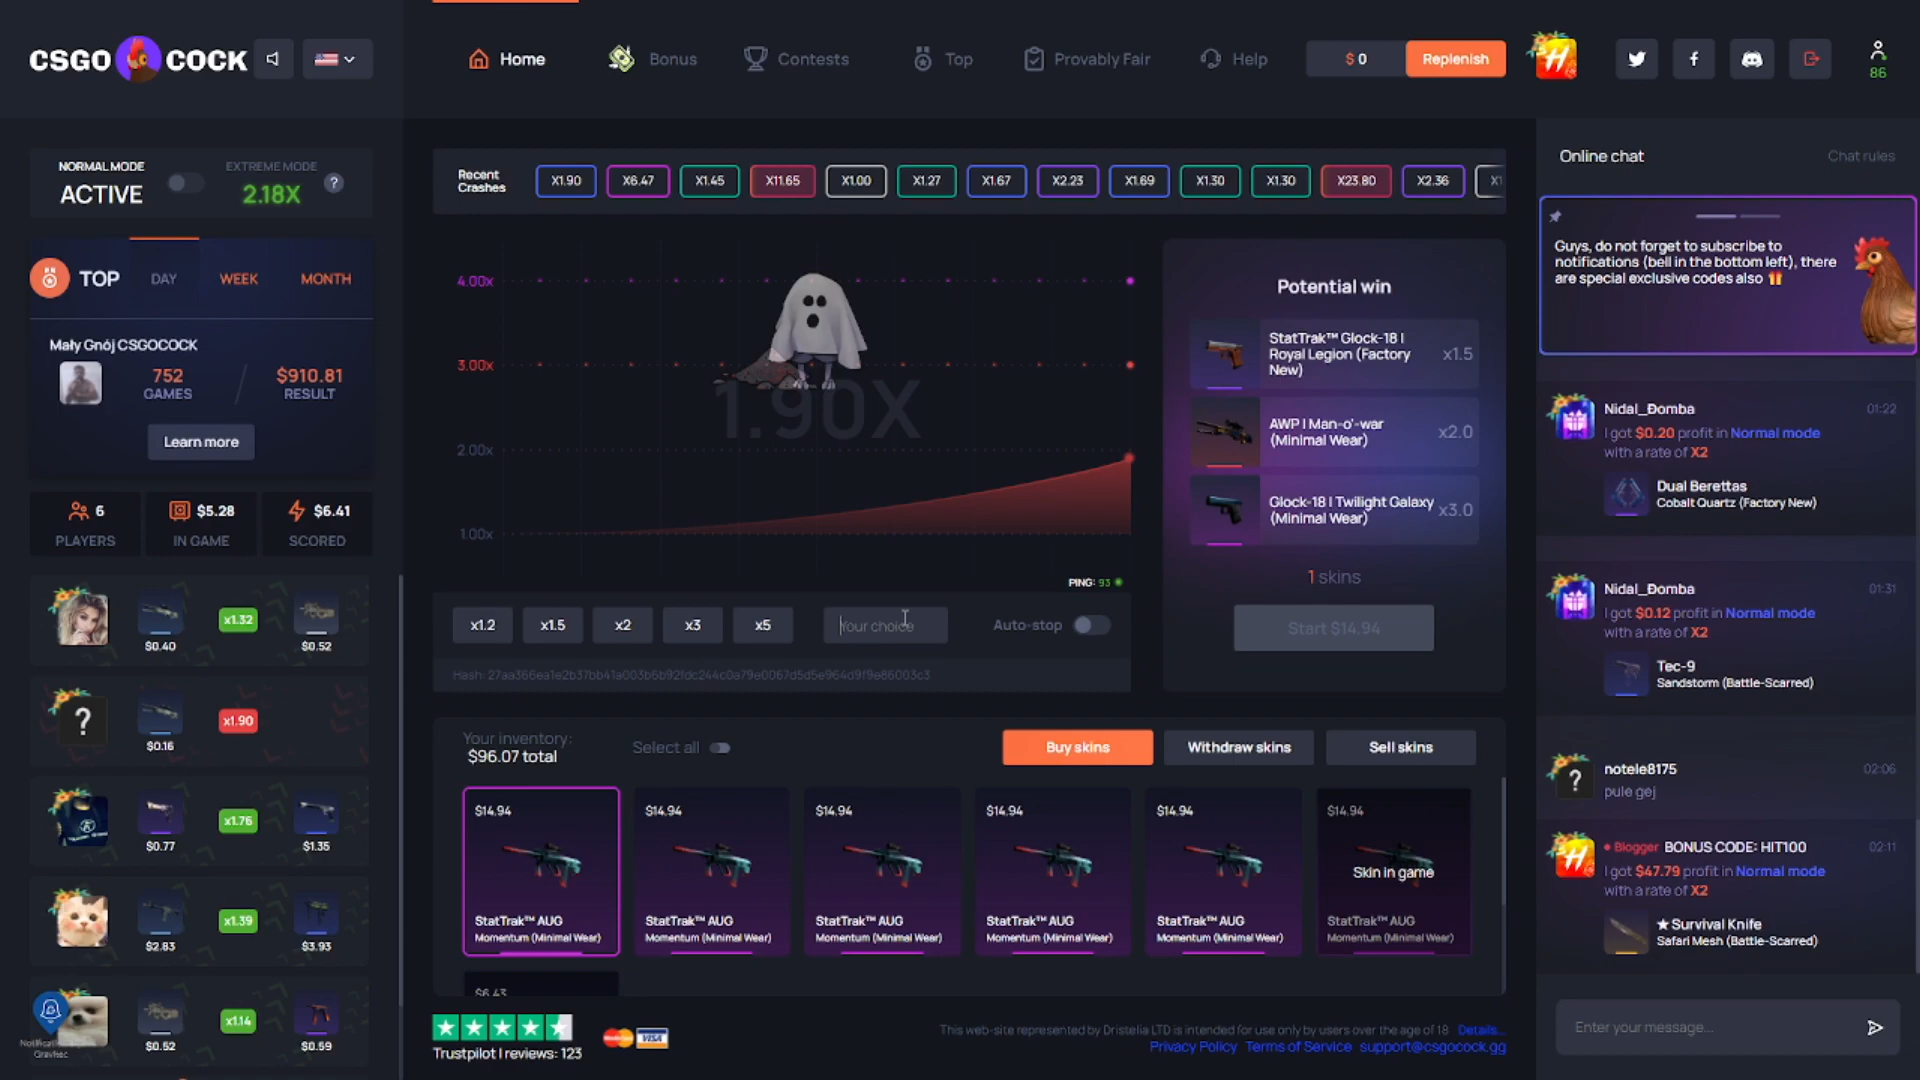 CSGO COCK
Home
Bonus
Contests
Top
Provably Fair
Help
$ 0
Replenish
86
NORMAL MODE
ACTIVE
EXTREME MODE
2.18X
?
TOP
DAY
WEEK
MONTH
Mały Gnój CSGOCOCK
752
GAMES
$910.81
RESULT
Learn more
6
PLAYERS
$5.28
IN GAME
$6.41
SCORED
x1.32
$0.40
$0.52
?
x1.90
$0.16
x1.76
$0.77
$1.35
x1.39
$2.83
$3.93
x1.14
$0.52
$0.59
Recent
Crashes
X1.90
X6.47
X1.45
X11.65
X1.00
X1.27
X1.67
X2.23
X1.69
X1.30
X1.30
X23.80
X2.36
4.00x
3.00x
2.00x
1.00x
1.90X
PING: 93
x1.2
x1.5
x2
x3
x5
Your choice
Auto-stop
Potential win
StatTrak™ Glock-18 |
Royal Legion (Factory
New)
x1.5
AWP | Man-o'-war
(Minimal Wear)
x2.0
Glock-18 | Twilight Galaxy
(Minimal Wear)
x3.0
1 skins
Start $14.94
Your inventory:
$96.07 total
Select all
Buy skins
Withdraw skins
Sell skins
$14.94
StatTrak™ AUG
Momentum (Minimal Wear)
$14.94
StatTrak™ AUG
Momentum (Minimal Wear)
$14.94
StatTrak™ AUG
Momentum (Minimal Wear)
$14.94
StatTrak™ AUG
Momentum (Minimal Wear)
$14.94
StatTrak™ AUG
Momentum (Minimal Wear)
$14.94
Skin in game
StatTrak™ AUG
Momentum (Minimal Wear)
$6.43
Trustpilot | reviews: 123
VISA
This web-site represented by Dristelia LTD is intended for use only by users over the age of 18 Details...
Privacy Policy Terms of Service support@csgocock.gg
Online chat
Chat rules
Guys, do not forget to subscribe to
notifications (bell in the bottom left), there
are special exclusive codes also
Nidal_Đomba
01:22
I got $0.20 profit in Normal mode
with a rate of X2
Dual Berettas
Cobalt Quartz (Factory New)
Nidal_Đomba
01:31
I got $0.12 profit in Normal mode
with a rate of X2
Tec-9
Sandstorm (Battle-Scarred)
?
notele8175
02:06
pule gej
Blogger BONUS CODE: HIT100
02:11
I got $47.79 profit in Normal mode
with a rate of X2
★ Survival Knife
Safari Mesh (Battle-Scarred)
Enter your message...